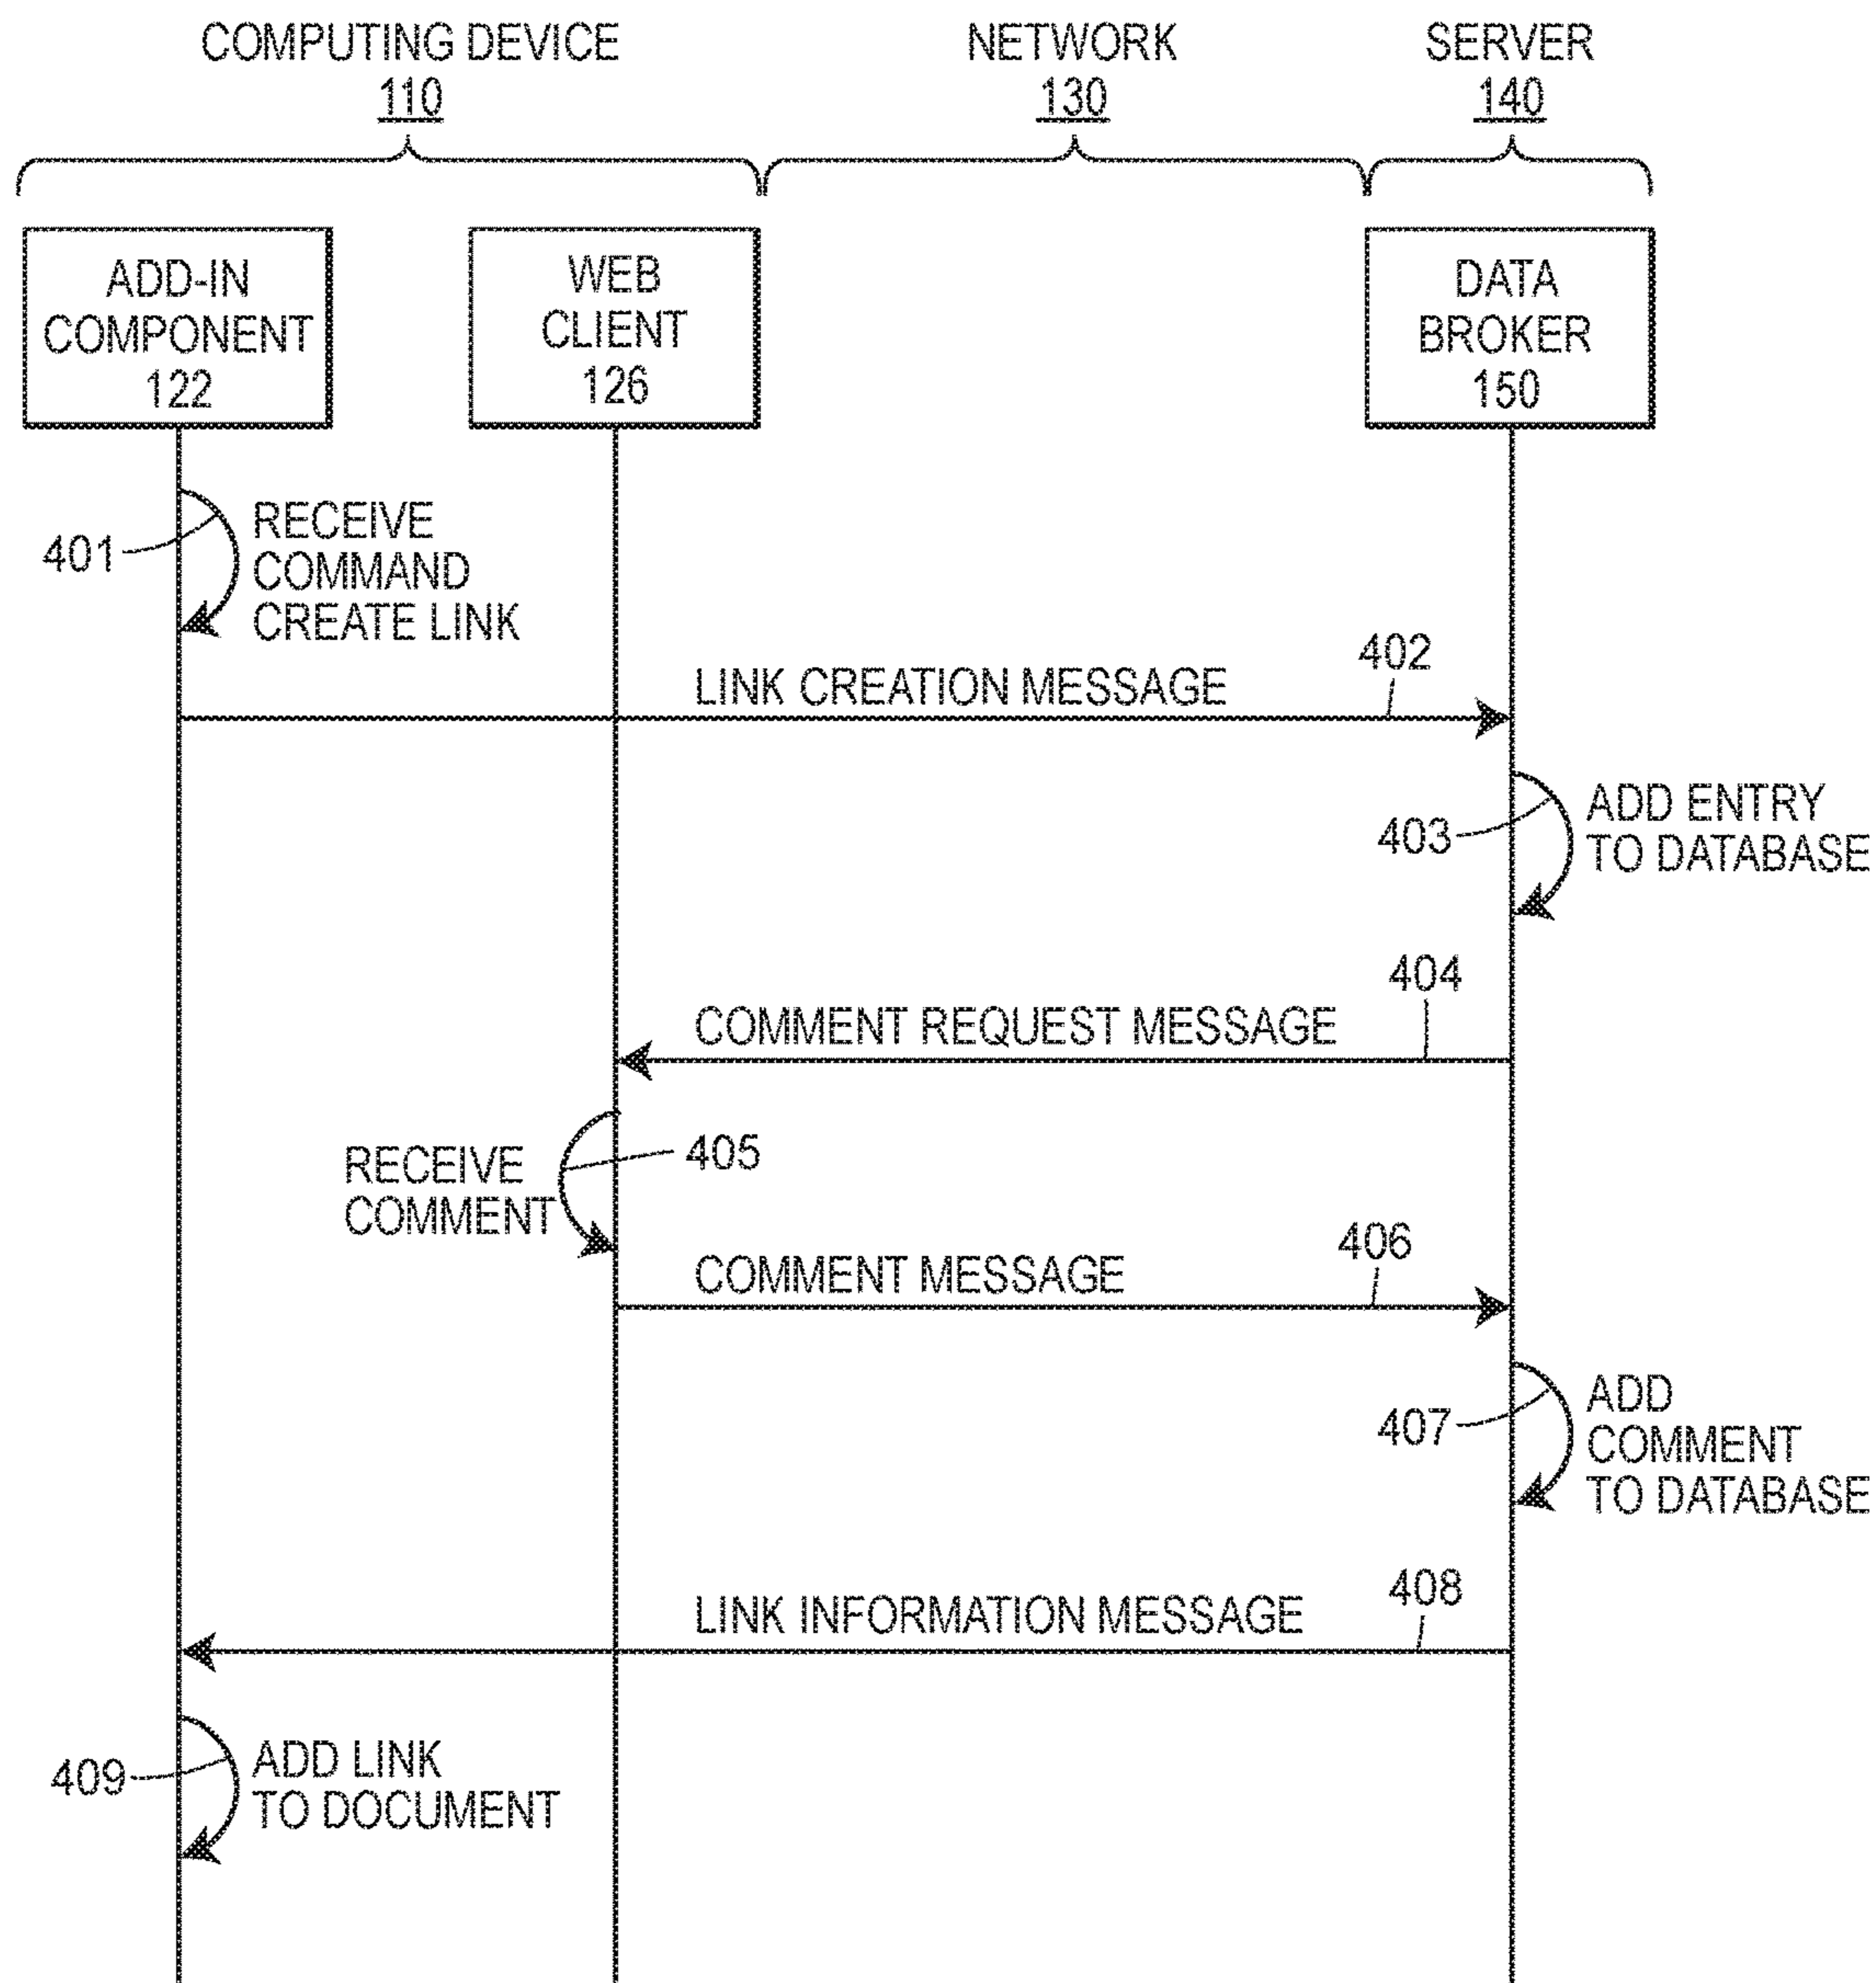 COMPUTING DEVICE
110
NETWORK
130
SERVER
140
ADD-IN
COMPONENT
122
WEB
CLIENT
126
DATA
BROKER
150
401
RECEIVE
COMMAND
CREATE LINK
LINK CREATION MESSAGE
402
403
ADD ENTRY
TO DATABASE
COMMENT REQUEST MESSAGE
404
RECEIVE
COMMENT
405
COMMENT MESSAGE
406
407
ADD
COMMENT
TO DATABASE
LINK INFORMATION MESSAGE
408
409
ADD LINK
TO DOCUMENT